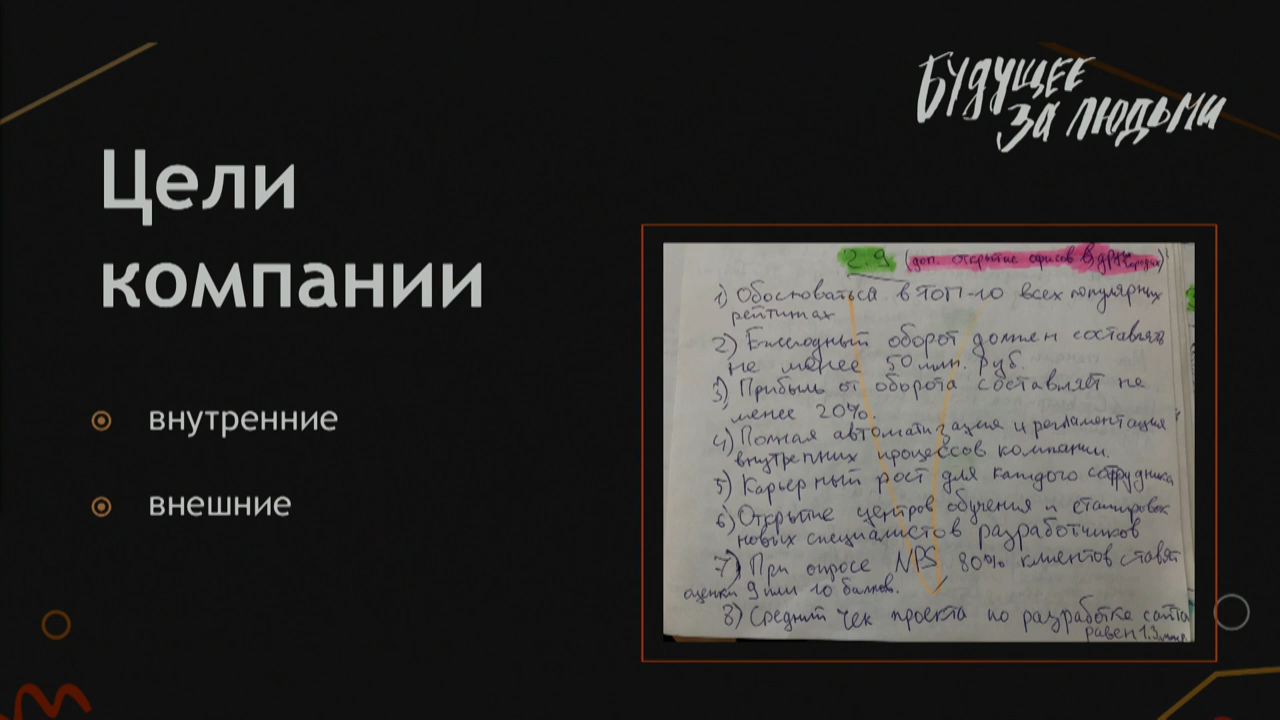 БУДУЩЕЕ
ЗА ЛЮДЬМИ
Цели
компании
внутренние
внешние
2.9 (доп. открытие офисов в др. городах)
1) Обосноваться в ТОП-10 всех популярных
рейтингах
2) Ежегодный оборот должен составлять
не менее 50 млн. руб.
3) Прибыль от оборота составляет не
менее 20%.
4) Полная автоматизация и регламентация
внутренних процессов компании.
5) Карьерный рост для каждого сотрудника
6) Открытие центров обучения и стажировок
новых специалистов разработчиков
7) При опросе NPS 80% клиентов ставят
оценки 9 или 10 баллов.
8) Средний чек проекта по разработке сайта
равен 1.3